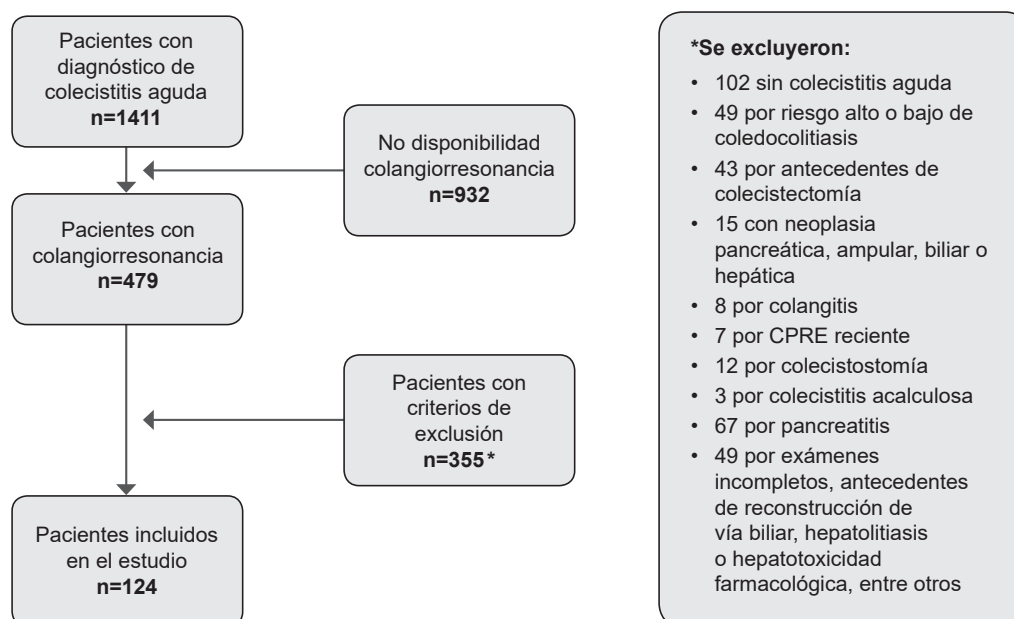 Pacientes con
diagnóstico de
colecistitis aguda
n=1411
No disponibilidad
colangiorresonancia
n=932
Pacientes con
colangiorresonancia
n=479
Pacientes con
criterios de
exclusión
n=355*
Pacientes incluidos
en el estudio
n=124
*Se excluyeron:
• 102 sin colecistitis aguda
• 49 por riesgo alto o bajo de
coledocolitiasis
• 43 por antecedentes de
colecistectomía
• 15 con neoplasia
pancreática, ampular, biliar o
hepática
• 8 por colangitis
• 7 por CPRE reciente
• 12 por colecistostomía
• 3 por colecistitis acalculosa
• 67 por pancreatitis
• 49 por exámenes
incompletos, antecedentes
de reconstrucción de
vía biliar, hepatolitiasis
o hepatotoxicidad
farmacológica, entre otros